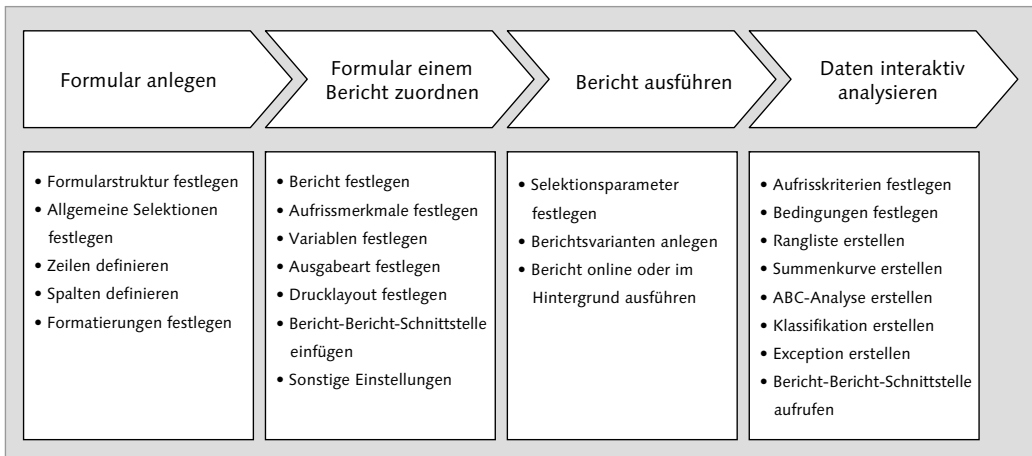 Formular anlegen
Formular einem
Bericht zuordnen
Bericht ausführen
Daten interaktiv
analysieren
• Formularstruktur festlegen
• Allgemeine Selektionen
festlegen
• Zeilen definieren
• Spalten definieren
• Formatierungen festlegen
• Bericht festlegen
• Aufrissmerkmale festlegen
• Variablen festlegen
• Ausgabeart festlegen
• Drucklayout festlegen
• Bericht-Bericht-Schnittstelle
einfügen
• Sonstige Einstellungen
• Selektionsparameter
festlegen
• Berichtsvarianten anlegen
• Bericht online oder im
Hintergrund ausführen
• Aufrisskriterien festlegen
• Bedingungen festlegen
• Rangliste erstellen
• Summenkurve erstellen
• ABC-Analyse erstellen
• Klassifikation erstellen
• Exception erstellen
• Bericht-Bericht-Schnittstelle
aufrufen